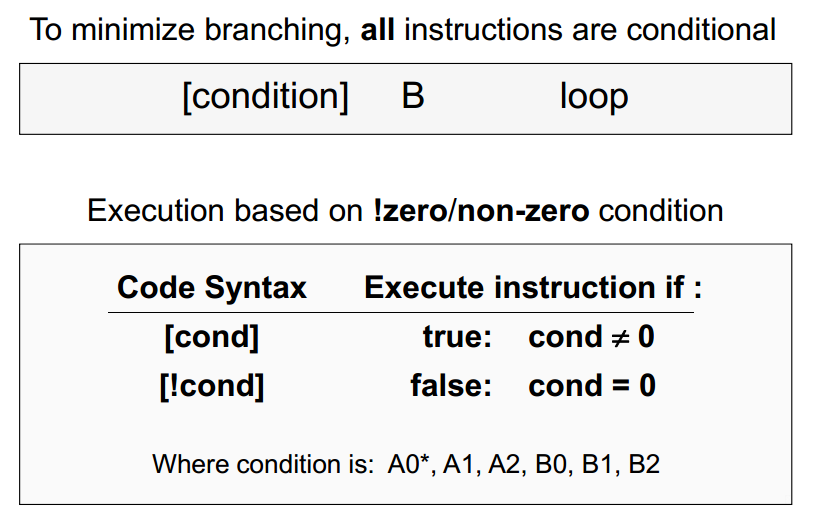 To minimize branching, all instructions are conditional
[condition] B loop
Execution based on !zero/non-zero condition
Code Syntax Execute instruction if :
[cond] true: cond ≠ 0
[!cond] false: cond = 0
Where condition is: A0*, A1, A2, B0, B1, B2